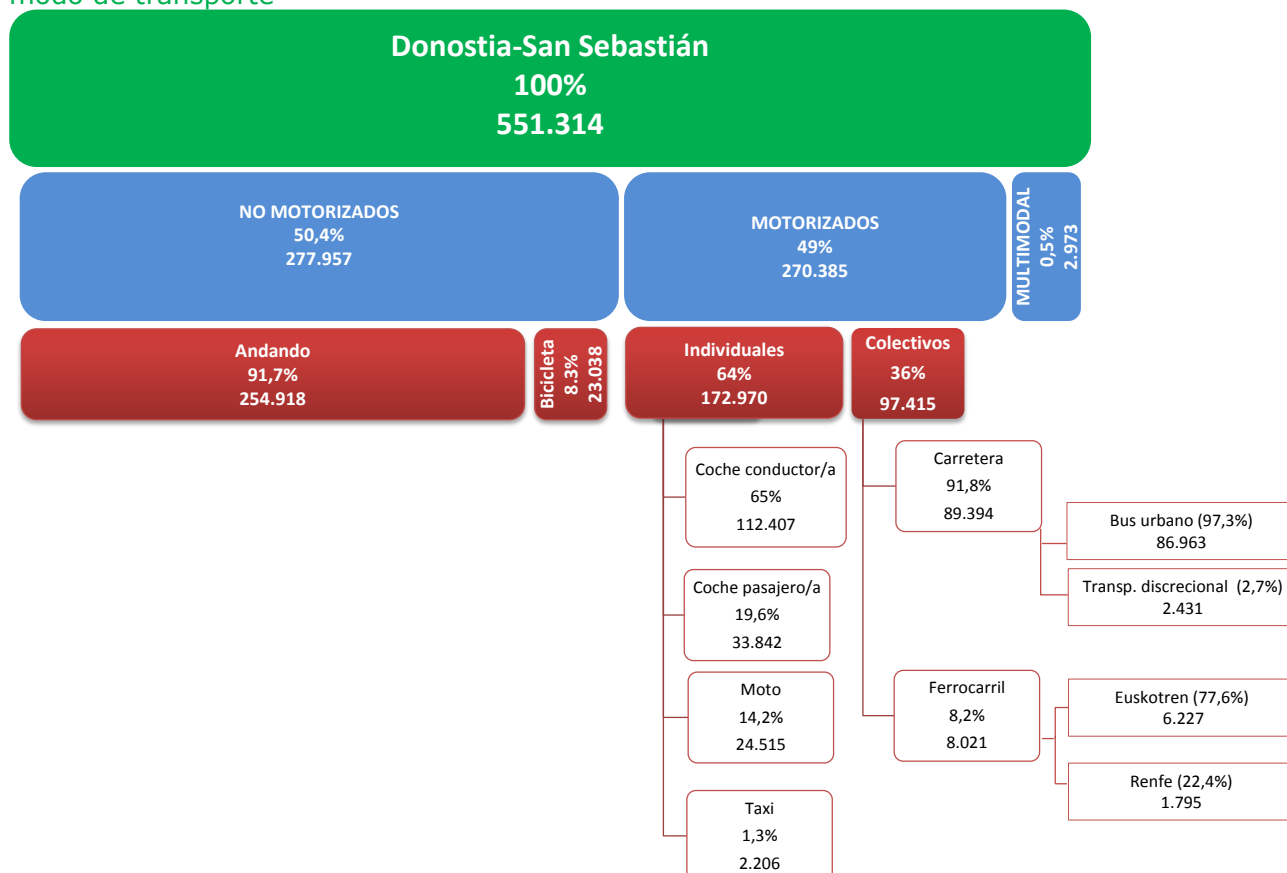 modo de transporte
Donostia-San Sebastián
100%
551.314
NO MOTORIZADOS
50,4%
277.957
MOTORIZADOS
49%
270.385
MULTIMODAL
0,5%
2.973
Andando
91,7%
254.918
Bicicleta
8.3%
23.038
Individuales
64%
172.970
Colectivos
36%
97.415
Coche conductor/a
65%
112.407
Coche pasajero/a
19,6%
33.842
Moto
14,2%
24.515
Taxi
1,3%
2.206
Carretera
91,8%
89.394
Bus urbano (97,3%)
86.963
Transp. discrecional (2,7%)
2.431
Ferrocarril
8,2%
8.021
Euskotren (77,6%)
6.227
Renfe (22,4%)
1.795